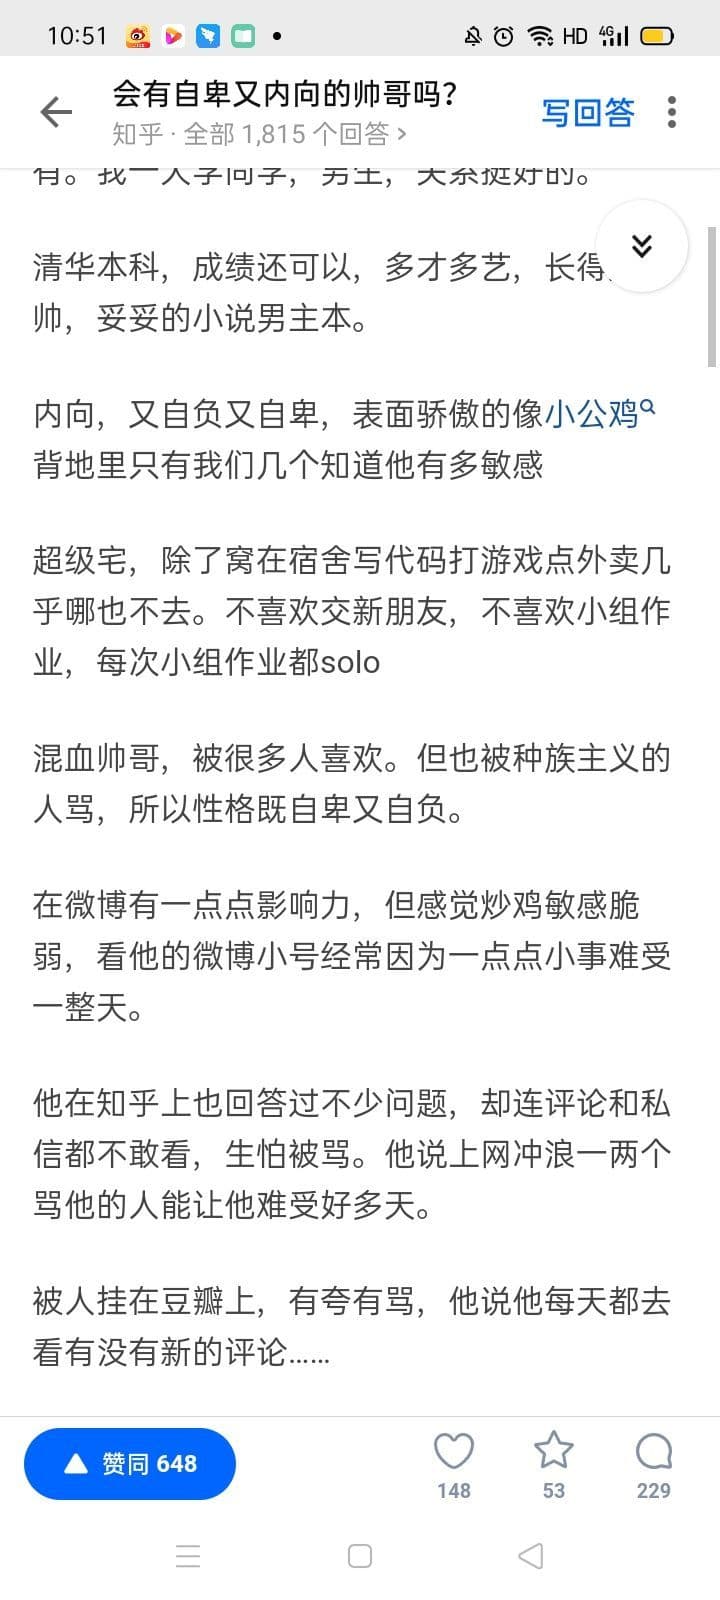 10:51
HD 4G
会有自卑又内向的帅哥吗?
知乎 · 全部 1,815 个回答 >
写回答
有。我一大学同学，男生，关系挺好的。
清华本科，成绩还可以，多才多艺，长得
帅，妥妥的小说男主本。
内向，又自负又自卑，表面骄傲的像小公鸡
背地里只有我们几个知道他有多敏感
超级宅，除了窝在宿舍写代码打游戏点外卖几
乎哪也不去。不喜欢交新朋友，不喜欢小组作
业，每次小组作业都solo
混血帅哥，被很多人喜欢。但也被种族主义的
人骂，所以性格既自卑又自负。
在微博有一点点影响力，但感觉炒鸡敏感脆
弱，看他的微博小号经常因为一点点小事难受
一整天。
他在知乎上也回答过不少问题，却连评论和私
信都不敢看，生怕被骂。他说上网冲浪一两个
骂他的人能让他难受好多天。
被人挂在豆瓣上，有夸有骂，他说他每天都去
看有没有新的评论......
赞同 648
148
53
229